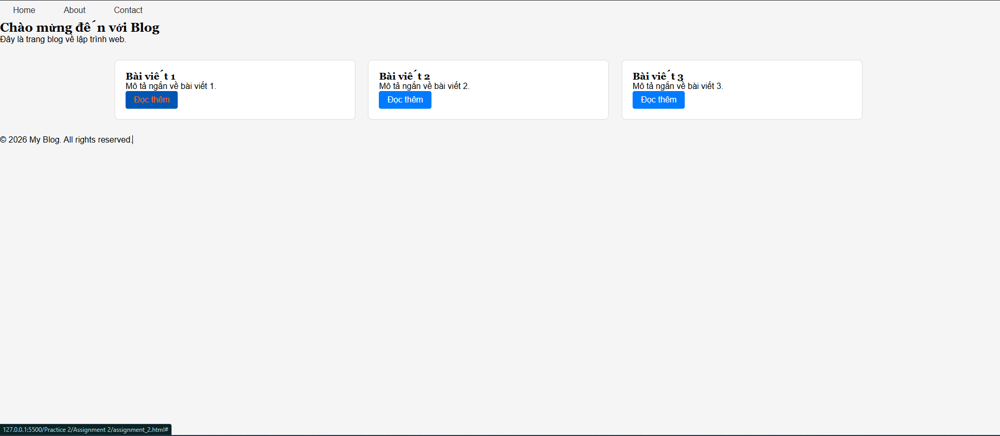 Home About Contact
Chào mừng đến với Blog
Đây là trang blog về lập trình web.
Bài viết 1
Mô tả ngắn về bài viết 1.
Đọc thêm
Bài viết 2
Mô tả ngắn về bài viết 2.
Đọc thêm
Bài viết 3
Mô tả ngắn về bài viết 3.
Đọc thêm
© 2026 My Blog. All rights reserved.
127.0.0.1:5500/Practice 2/Assignment 2/assignment_2.html#